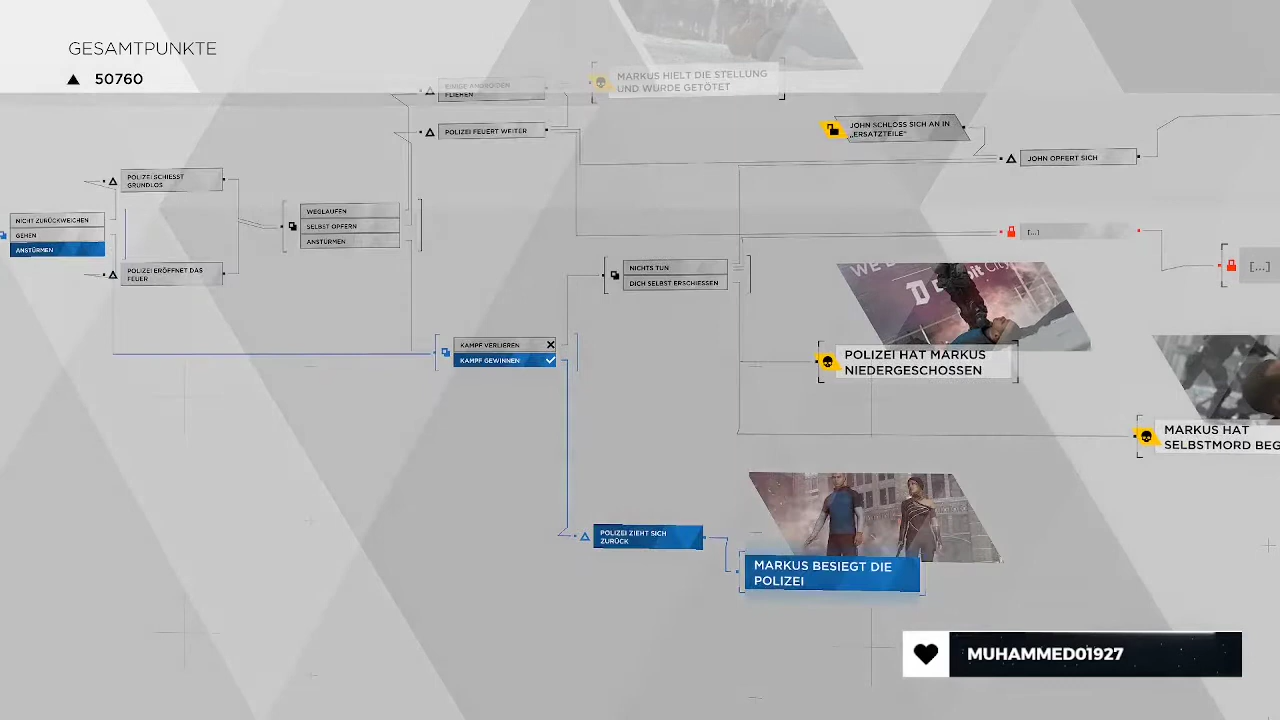 GESAMTPUNKTE
50760
EINIGE ANDROIDEN
FLIEHEN
MARKUS HIELT DIE STELLUNG
UND WURDE GETÖTET
POLIZEI FEUERT WEITER
JOHN SCHLOSS SICH AN IN
„ERSATZTEILE"
JOHN OPFERT SICH
POLIZEI SCHIESST
GRUNDLOS
NICHT ZURÜCKWEICHEN
GEHEN
ANSTÜRMEN
WEGLAUFEN
SELBST OPFERN
ANSTÜRMEN
[...]
[...]
POLIZEI ERÖFFNET DAS
FEUER
NICHTS TUN
DICH SELBST ERSCHIESSEN
KAMPF VERLIEREN
KAMPF GEWINNEN
POLIZEI HAT MARKUS
NIEDERGESCHOSSEN
MARKUS HAT
SELBSTMORD BEG
POLIZEI ZIEHT SICH
ZURÜCK
MARKUS BESIEGT DIE
POLIZEI
MUHAMMED01927